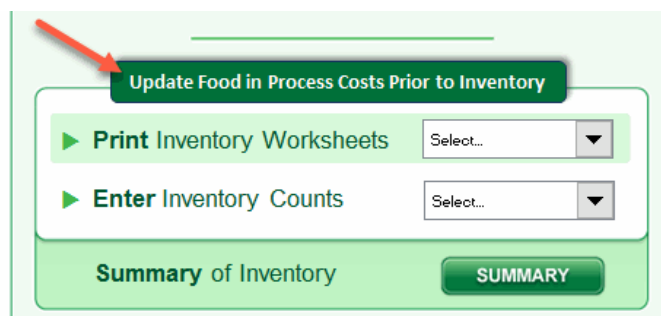 Update Food in Process Costs Prior to Inventory
Print Inventory Worksheets Select...
Enter Inventory Counts Select...
Summary of Inventory SUMMARY